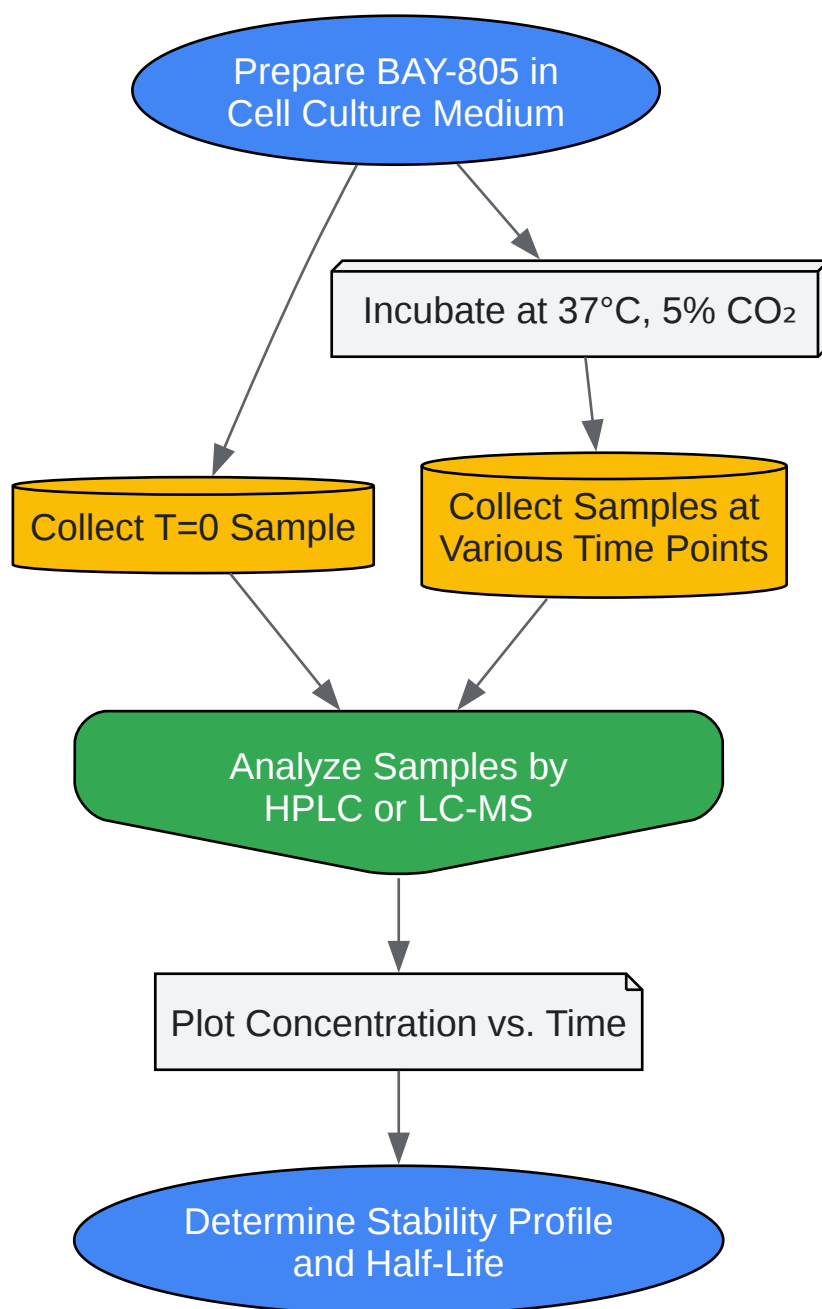 Prepare BAY-805 in
Cell Culture Medium
Incubate at 37°C, 5% CO₂
Collect T=0 Sample
Collect Samples at
Various Time Points
Analyze Samples by
HPLC or LC-MS
Plot Concentration vs. Time
Determine Stability Profile
and Half-Life